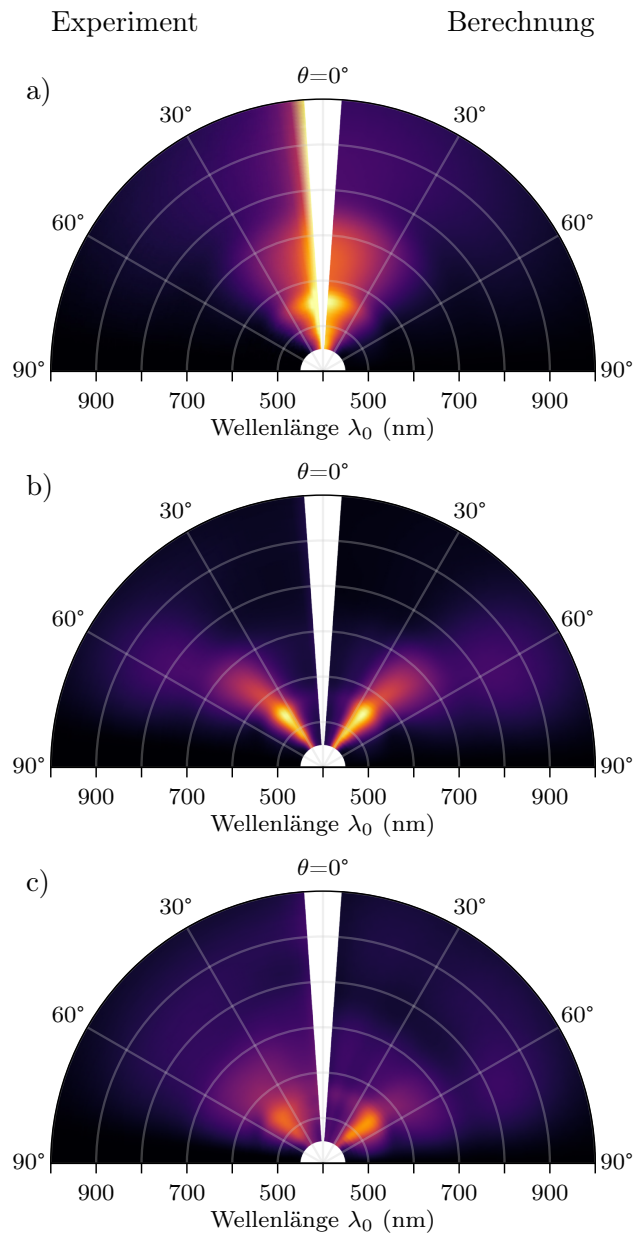 Experiment Berechnung
a)
θ=0°
30° 30°
60° 60°
90° 90°
900 700 500 500 700 900
Wellenlänge λ₀ (nm)
b)
θ=0°
30° 30°
60° 60°
90° 90°
900 700 500 500 700 900
Wellenlänge λ₀ (nm)
c)
θ=0°
30° 30°
60° 60°
90° 90°
900 700 500 500 700 900
Wellenlänge λ₀ (nm)